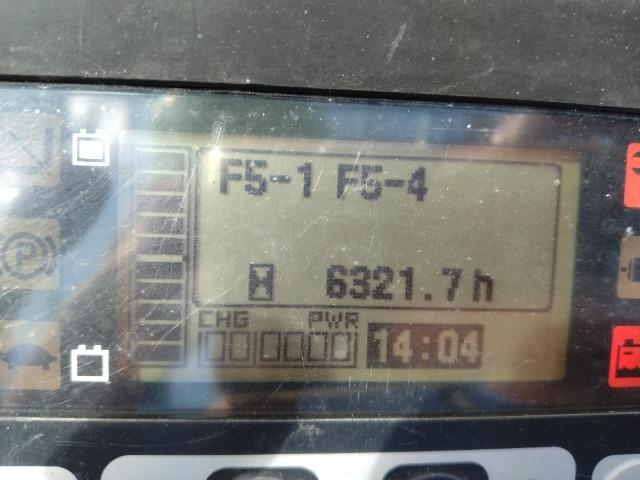 F5-1 F5-4
H 6321.7 h
CHG PWR
14:04
P